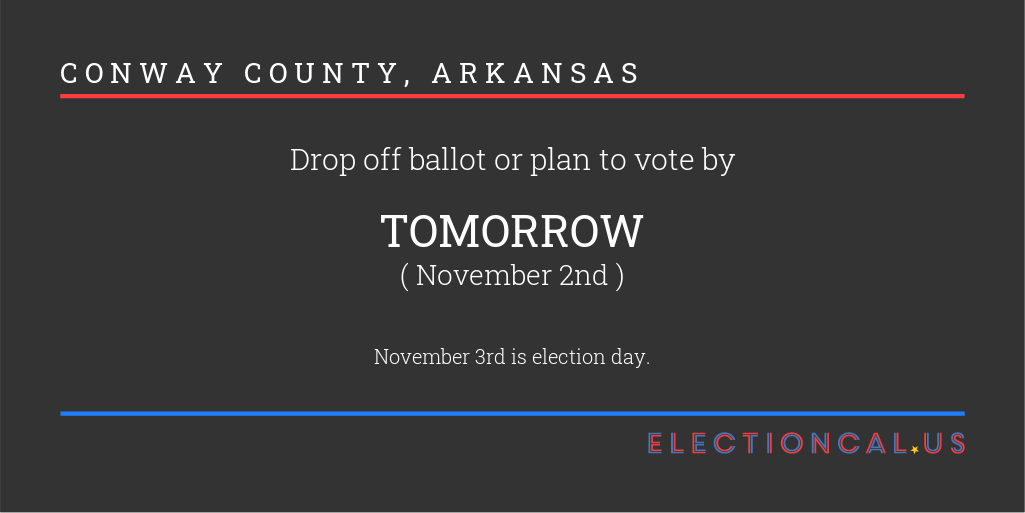 CONWAY COUNTY, ARKANSAS
Drop off ballot or plan to vote by
TOMORROW
( November 2nd )
November 3rd is election day.
ELECTIONCAL.US